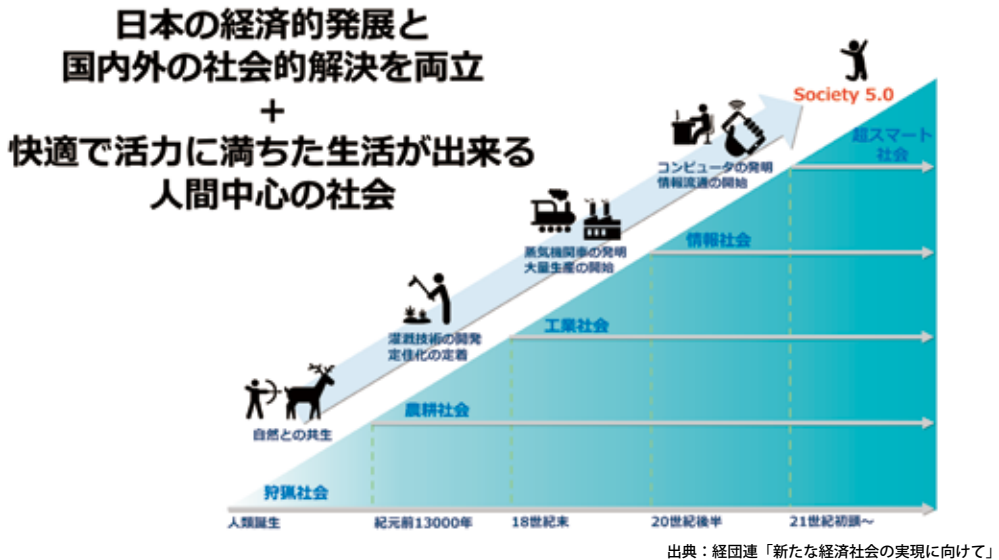 日本の経済的発展と
国内外の社会的解決を両立
+
快適で活力に満ちた生活が出来る
人間中心の社会
Society 5.0
超スマート
社会
コンピュータの発明
情報流通の開始
情報社会
蒸気機関車の発明
大量生産の開始
工業社会
灌漑技術の開発
定住化の定着
農耕社会
自然との共生
狩猟社会
人類誕生
紀元前13000年
18世紀末
20世紀後半
21世紀初頭～
出典：経団連「新たな経済社会の実現に向けて」